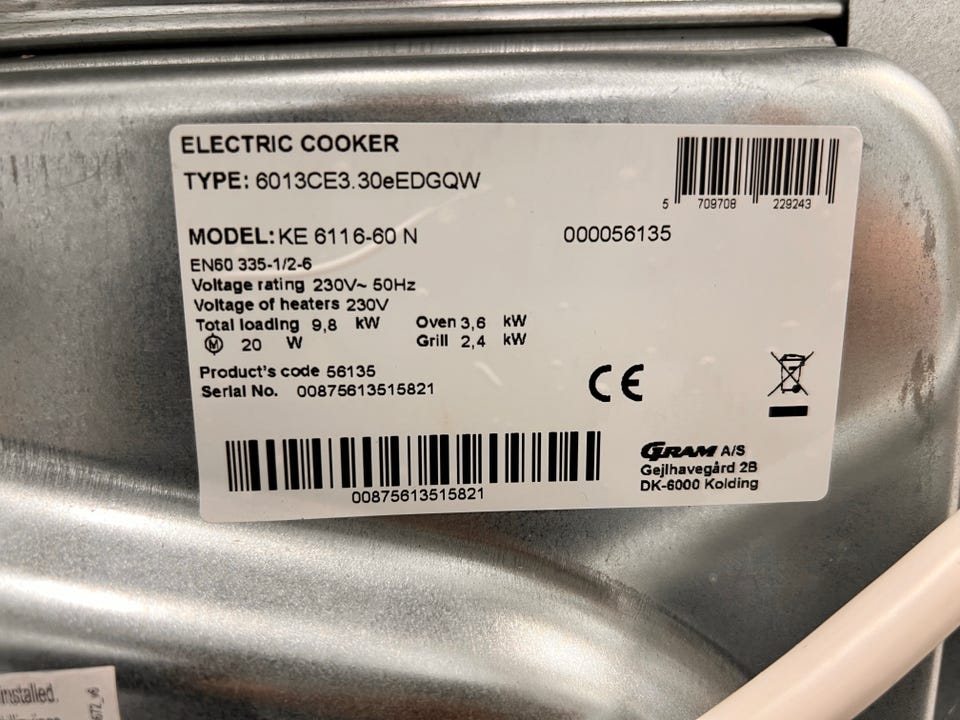 ELECTRIC COOKER
TYPE: 6013CE3.30eEDGQW
5 709708 229243
MODEL: KE 6116-60 N 000056135
EN60 335-1/2-6
Voltage rating 230V~ 50Hz
Voltage of heaters 230V
Total loading 9,8 kW Oven 3,6 kW
M 20 W Grill 2,4 kW
Product's code 56135
Serial No. 00875613515821
CE
00875613515821
GRAM A/S
Gejlhavegård 2B
DK-6000 Kolding
installed.